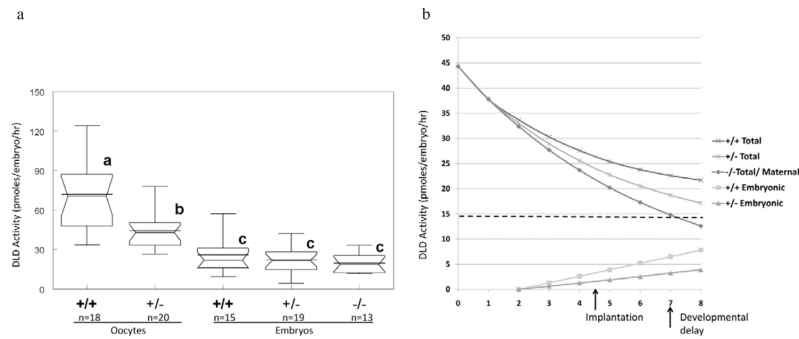 a
DLD Activity (pmoles/embryo/hr)
150
120
90
60
30
0
a
b
c
c
c
+/+
+/-
+/+
+/-
-/-
n=18
n=20
n=15
n=19
n=13
Oocytes
Embryos
b
DLD Activity (pmoles/embryo/hr)
50
45
40
35
30
25
20
15
10
5
0
0 1 2 3 4 5 6 7 8
Implantation
Developmental
delay
+/+ Total
+/- Total
-/-Total/ Maternal
+/+ Embryonic
+/- Embryonic